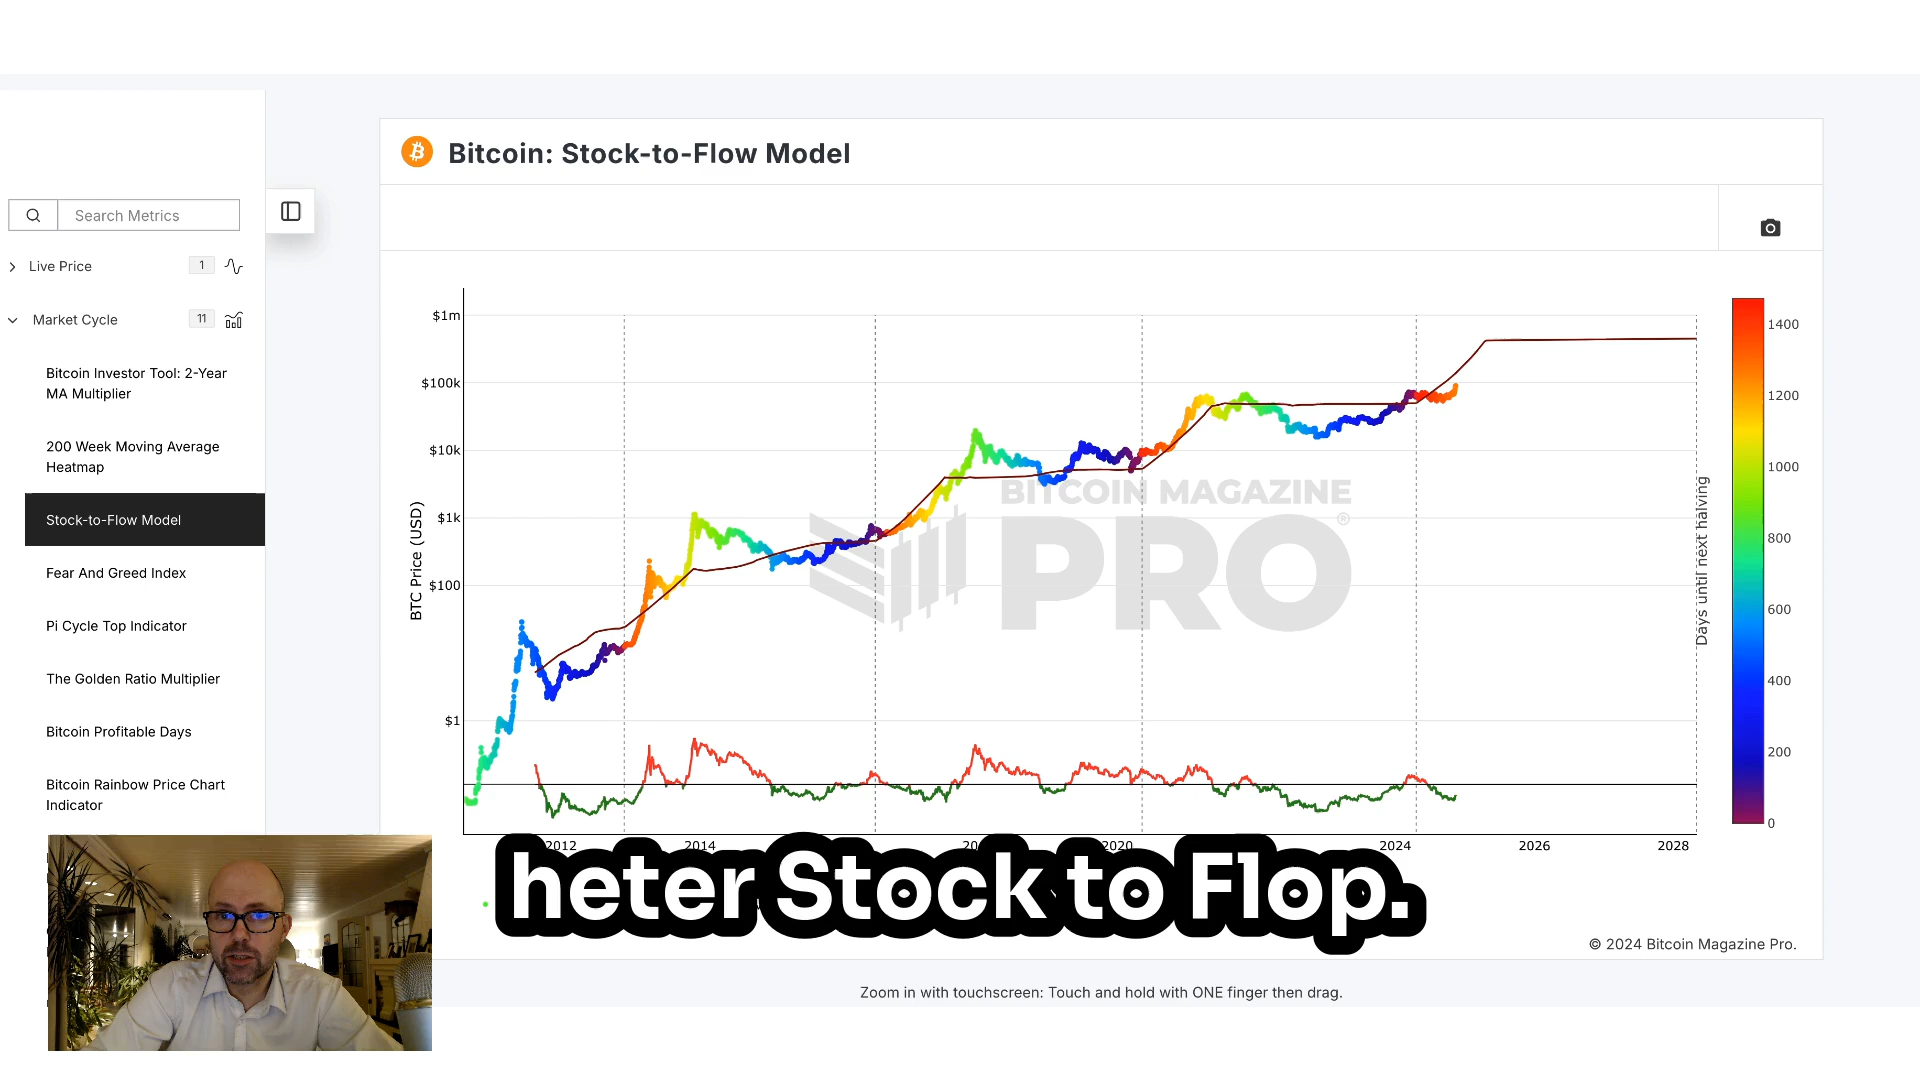 Bitcoin: Stock-to-Flow Model
Search Metrics
Live Price 1
Market Cycle 11
Bitcoin Investor Tool: 2-Year
MA Multiplier
200 Week Moving Average
Heatmap
Stock-to-Flow Model
Fear And Greed Index
Pi Cycle Top Indicator
The Golden Ratio Multiplier
Bitcoin Profitable Days
Bitcoin Rainbow Price Chart
Indicator
BTC Price (USD)
$1m
$100k
$10k
$1k
$100
$1
BITCOIN MAGAZINE
PRO®
Days until next halving
1400
1200
1000
800
600
400
200
0
2012
2014
2020
2024
2026
2028
heter Stock to Flop.
© 2024 Bitcoin Magazine Pro.
Zoom in with touchscreen: Touch and hold with ONE finger then drag.